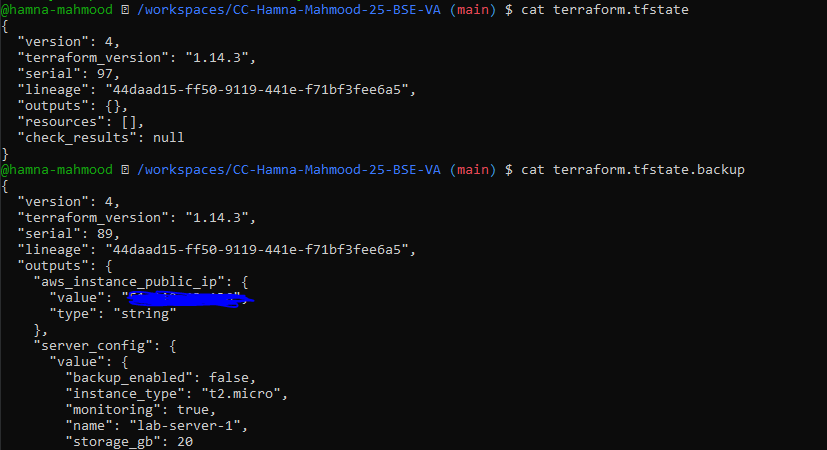 @hamna-mahmood /workspaces/CC-Hamna-Mahmood-25-BSE-VA (main) $ cat terraform.tfstate
{
  "version": 4,
  "terraform_version": "1.14.3",
  "serial": 97,
  "lineage": "44daad15-ff50-9119-441e-f71bf3fee6a5",
  "outputs": {},
  "resources": [],
  "check_results": null
}
@hamna-mahmood /workspaces/CC-Hamna-Mahmood-25-BSE-VA (main) $ cat terraform.tfstate.backup
{
  "version": 4,
  "terraform_version": "1.14.3",
  "serial": 89,
  "lineage": "44daad15-ff50-9119-441e-f71bf3fee6a5",
  "outputs": {
    "aws_instance_public_ip": {
      "value": "
      "type": "string"
    },
    "server_config": {
      "value": {
        "backup_enabled": false,
        "instance_type": "t2.micro",
        "monitoring": true,
        "name": "lab-server-1",
        "storage_gb": 20